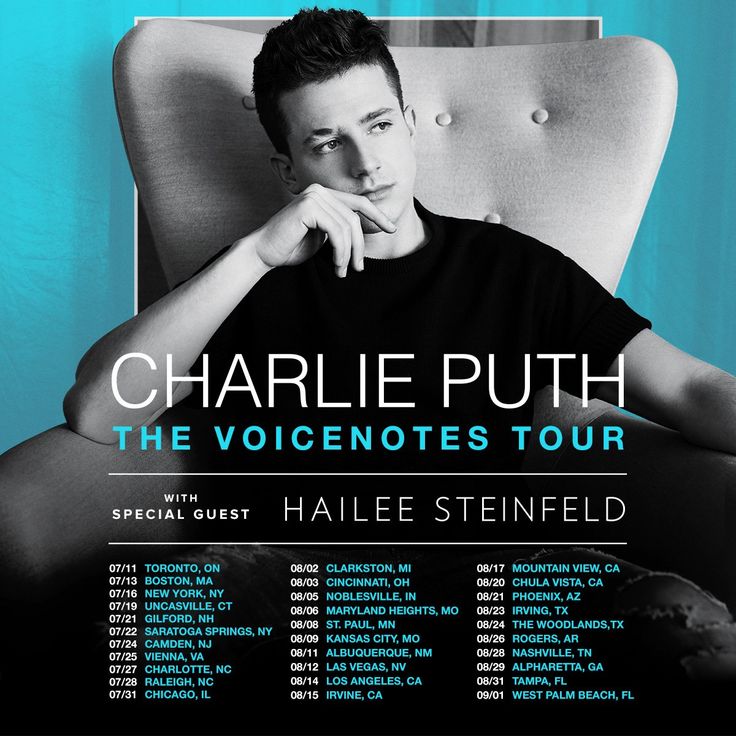 CHARLIE PUTH
THE VOICENOTES TOUR
WITH
SPECIAL GUEST
HAILEE STEINFELD
07/11 TORONTO, ON
07/13 BOSTON, MA
07/16 NEW YORK, NY
07/19 UNCASVILLE, CT
07/21 GILFORD, NH
07/22 SARATOGA SPRINGS, NY
07/24 CAMDEN, NJ
07/25 VIENNA, VA
07/27 CHARLOTTE, NC
07/28 RALEIGH, NC
07/31 CHICAGO, IL
08/02 CLARKSTON, MI
08/03 CINCINNATI, OH
08/05 NOBLESVILLE, IN
08/06 MARYLAND HEIGHTS, MO
08/08 ST. PAUL, MN
08/09 KANSAS CITY, MO
08/11 ALBUQUERQUE, NM
08/12 LAS VEGAS, NV
08/14 LOS ANGELES, CA
08/15 IRVINE, CA
08/17 MOUNTAIN VIEW, CA
08/20 CHULA VISTA, CA
08/21 PHOENIX, AZ
08/23 IRVING, TX
08/24 THE WOODLANDS,TX
08/26 ROGERS, AR
08/28 NASHVILLE, TN
08/29 ALPHARETTA, GA
08/31 TAMPA, FL
09/01 WEST PALM BEACH, FL